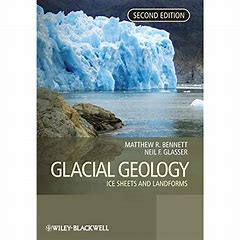 SECOND EDITION
MATTHEW R. BENNETT
NEIL F. GLASSER
GLACIAL GEOLOGY
ICE SHEETS AND LANDFORMS
WILEY-BLACKWELL